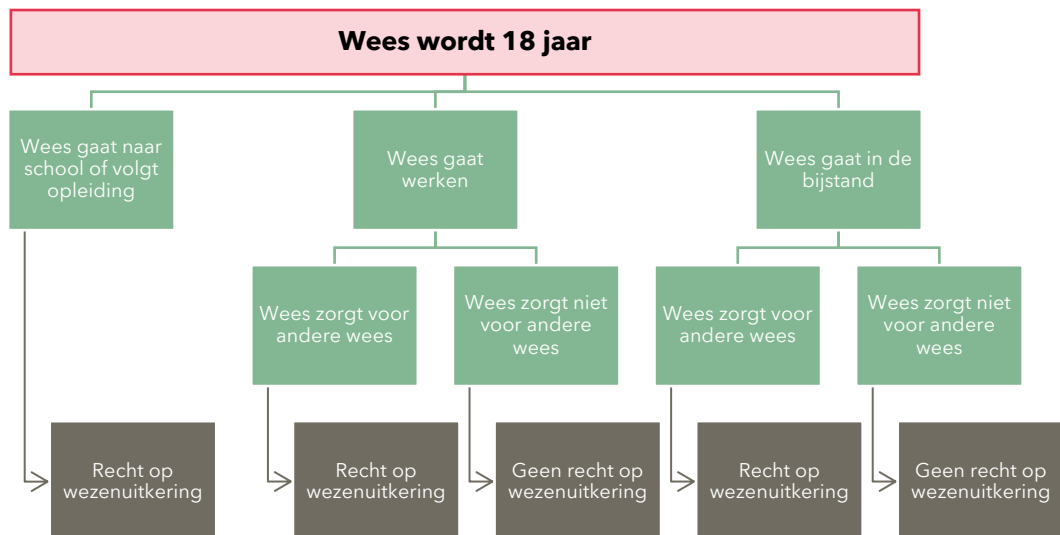 Wees wordt 18 jaar
Wees gaat naar
school of volgt
opleiding
Wees gaat
werken
Wees gaat in de
bijstand
Wees zorgt voor
andere wees
Wees zorgt niet
voor andere
wees
Wees zorgt voor
andere wees
Wees zorgt niet
voor andere
wees
Recht op
wezenuitkering
Recht op
wezenuitkering
Geen recht op
wezenuitkering
Recht op
wezenuitkering
Geen recht op
wezenuitkering